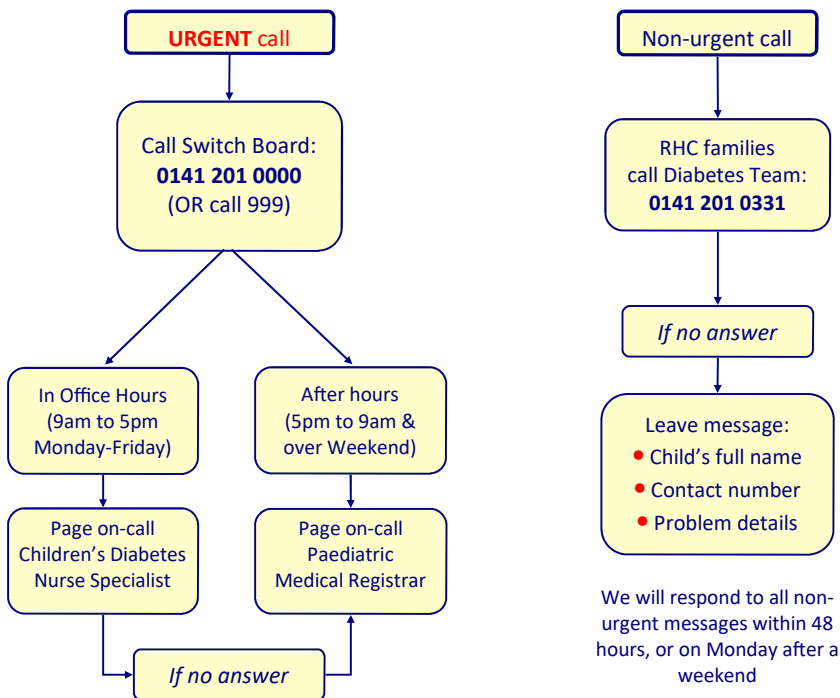 URGENT call
Call Switch Board:
0141 201 0000
(OR call 999)
In Office Hours
(9am to 5pm
Monday-Friday)
After hours
(5pm to 9am &
over Weekend)
Page on-call
Children’s Diabetes
Nurse Specialist
Page on-call
Paediatric
Medical Registrar
If no answer
Non-urgent call
RHC families
call Diabetes Team:
0141 201 0331
If no answer
Leave message:
• Child’s full name
• Contact number
• Problem details
We will respond to all non-
urgent messages within 48
hours, or on Monday after a
weekend